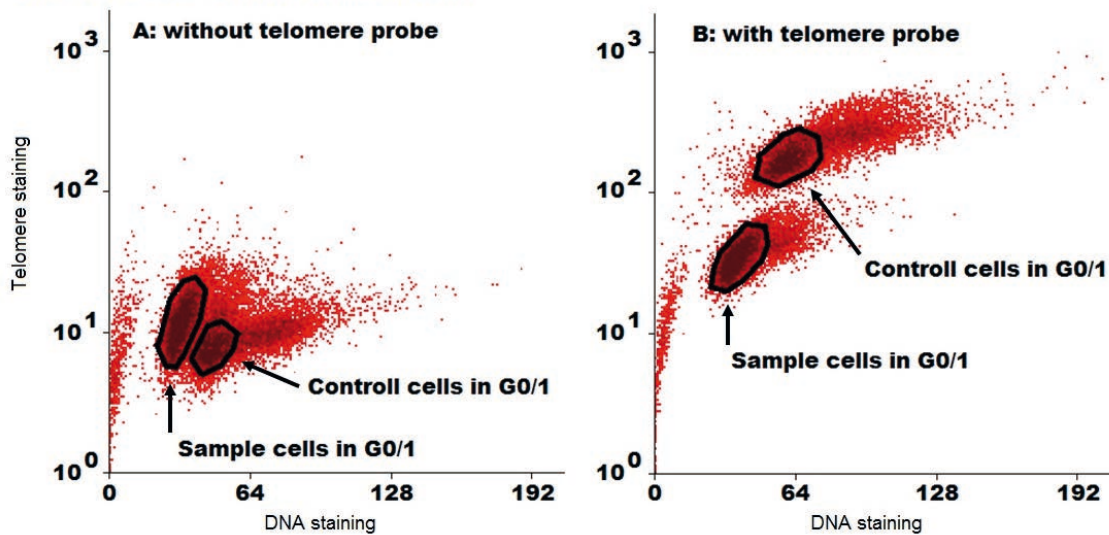 A: without telomere probe
10³
10²
10¹
10⁰
Telomere staining
Controll cells in G0/1
Sample cells in G0/1
0 64 128 192
DNA staining
B: with telomere probe
10³
10²
10¹
10⁰
Controll cells in G0/1
Sample cells in G0/1
0 64 128 192
DNA staining